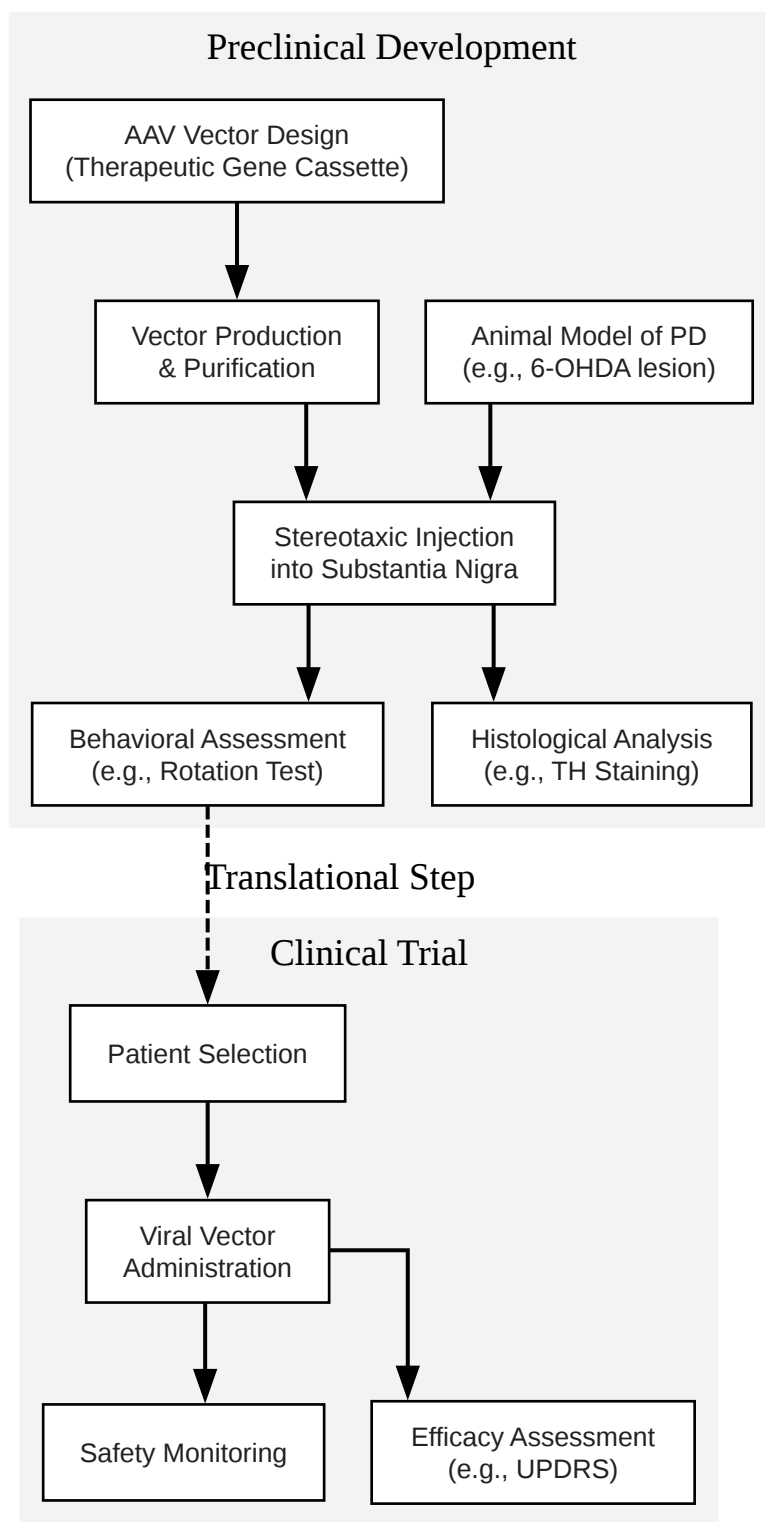 Preclinical Development
AAV Vector Design
(Therapeutic Gene Cassette)
Vector Production
& Purification
Animal Model of PD
(e.g., 6-OHDA lesion)
Stereotaxic Injection
into Substantia Nigra
Behavioral Assessment
(e.g., Rotation Test)
Histological Analysis
(e.g., TH Staining)
Translational Step
Clinical Trial
Patient Selection
Viral Vector
Administration
Safety Monitoring
Efficacy Assessment
(e.g., UPDRS)